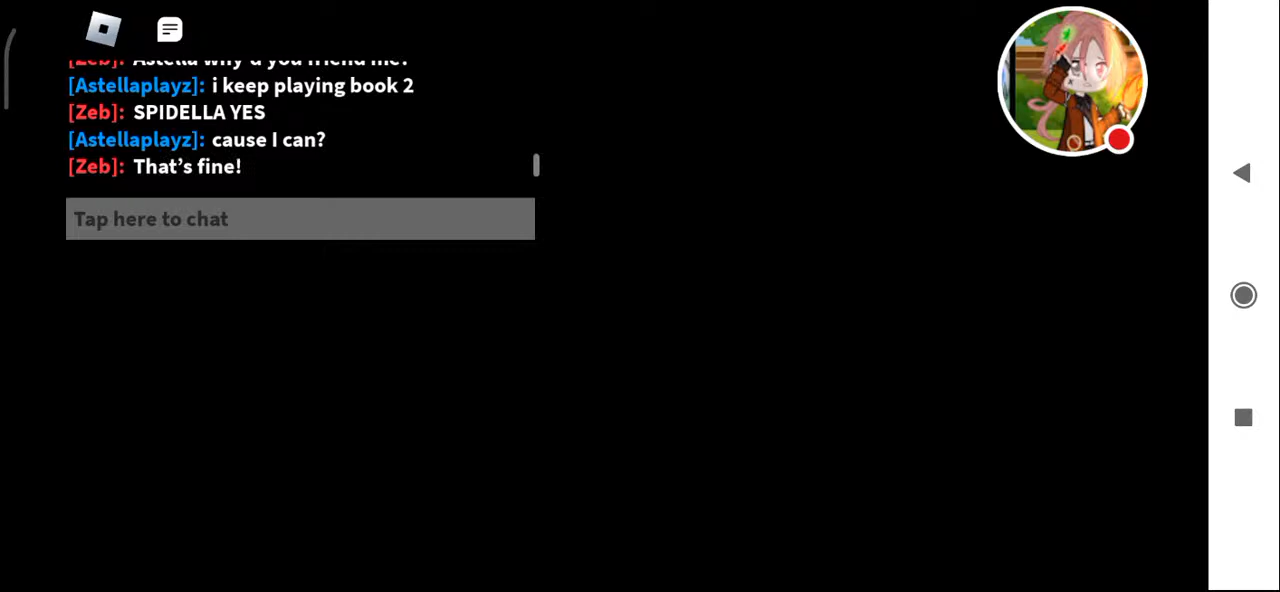 [Zeb]: Astella why'd you friend me?
[Astellaplayz]: i keep playing book 2
[Zeb]: SPIDELLA YES
[Astellaplayz]: cause I can?
[Zeb]: That’s fine!
Tap here to chat